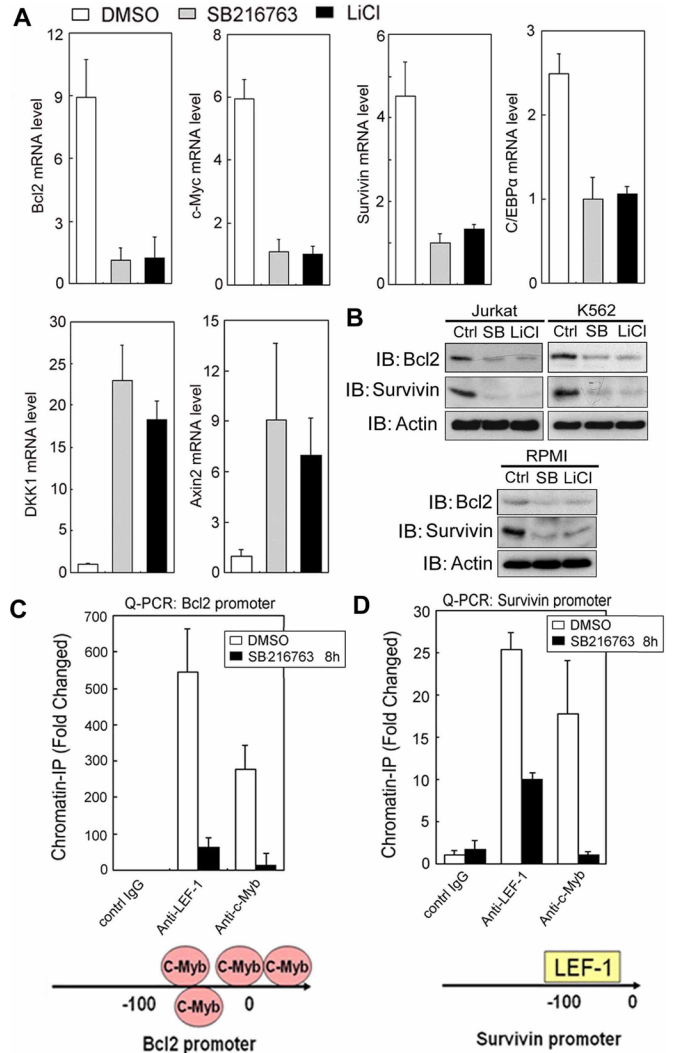 A
DMSO SB216763 LiCl
Bcl2 mRNA level
12
9
6
3
0
c-Myc mRNA level
8
6
4
2
0
Survivin mRNA level
6
4
2
0
C/EBPα mRNA level
3
2
1
0
DKK1 mRNA level
30
25
20
15
10
5
0
Axin2 mRNA level
15
12
9
6
3
0
B
Jurkat K562
Ctrl SB LiCl Ctrl SB LiCl
IB: Bcl2
IB: Survivin
IB: Actin
RPMI
Ctrl SB LiCl
IB: Bcl2
IB: Survivin
IB: Actin
C
Q-PCR: Bcl2 promoter
DMSO
SB216763 8h
Chromatin-IP (Fold Changed)
700
600
500
400
300
200
100
0
contrl IgG
Anti-LEF-1
Anti-c-Myb
C-Myb C-Myb C-Myb
-100 C-Myb 0
Bcl2 promoter
D
Q-PCR: Survivin promoter
DMSO
SB216763 8h
Chromatin-IP (Fold Changed)
30
25
20
15
10
5
0
contrl IgG
Anti-LEF-1
Anti-c-Myb
LEF-1
-100 0
Survivin promoter